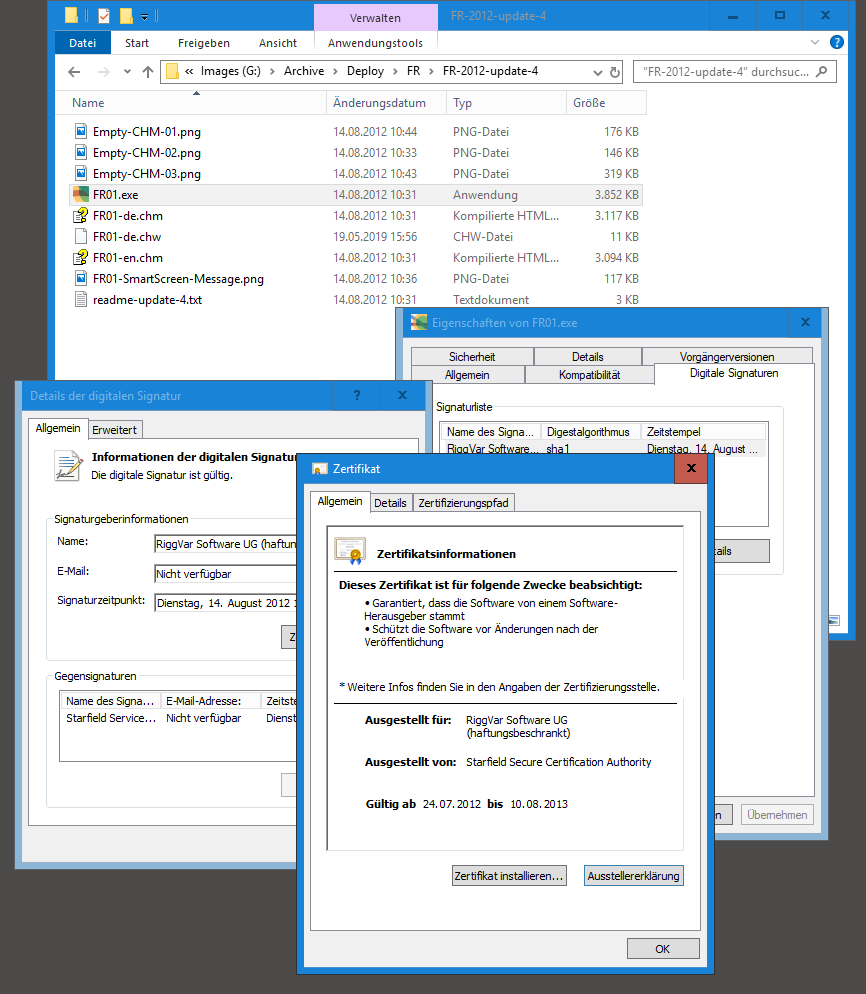 Verwalten
FR-2012-update-4
Datei
Start
Freigeben
Ansicht
Anwendungstools
« Images (G:) > Archive > Deploy > FR > FR-2012-update-4
"FR-2012-update-4" durchsuc...
Name Änderungsdatum Typ Größe
Empty-CHM-01.png 14.08.2012 10:44 PNG-Datei 176 KB
Empty-CHM-02.png 14.08.2012 10:33 PNG-Datei 146 KB
Empty-CHM-03.png 14.08.2012 10:43 PNG-Datei 319 KB
FR01.exe 14.08.2012 10:31 Anwendung 3.852 KB
FR01-de.chm 14.08.2012 10:31 Kompilierte HTML... 3.117 KB
FR01-de.chw 19.05.2019 15:56 CHW-Datei 11 KB
FR01-en.chm 14.08.2012 10:31 Kompilierte HTML... 3.094 KB
FR01-SmartScreen-Message.png 14.08.2012 10:36 PNG-Datei 117 KB
readme-update-4.txt 14.08.2012 10:31 Textdokument 3 KB
Eigenschaften von FR01.exe
Sicherheit Details Vorgängerversionen
Allgemein Kompatibilität Digitale Signaturen
Signaturliste
Name des Signa... Digestalgorithmus Zeitstempel
RiggVar Software... sha1 Dienstag, 14. August ...
ails
n
Übernehmen
Details der digitalen Signatur
?
Allgemein Erweitert
Informationen der digitalen Signatur
Die digitale Signatur ist gültig.
Signaturgeberinformationen
Name: RiggVar Software UG (haftun
E-Mail: Nicht verfügbar
Signaturzeitpunkt: Dienstag, 14. August 2012 1
Z
Gegensignaturen
Name des Signa... E-Mail-Adresse: Zeitste
Starfield Service... Nicht verfügbar Dienst
Zertifikat
Allgemein Details Zertifizierungspfad
Zertifikatsinformationen
Dieses Zertifikat ist für folgende Zwecke beabsichtigt:
• Garantiert, dass die Software von einem Software-
Herausgeber stammt
• Schützt die Software vor Änderungen nach der
Veröffentlichung
* Weitere Infos finden Sie in den Angaben der Zertifizierungsstelle.
Ausgestellt für: RiggVar Software UG
(haftungsbeschrankt)
Ausgestellt von: Starfield Secure Certification Authority
Gültig ab 24.07.2012 bis 10.08.2013
Zertifikat installieren...
Ausstellererklärung
OK